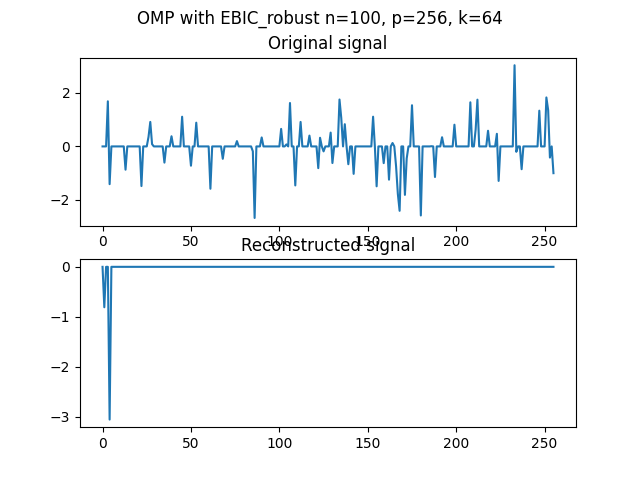 OMP with EBIC_robust n=100, p=256, k=64
Original signal
2
0
−2
0 50 100 150 200 250
Reconstructed signal
0
−1
−2
−3
0 50 100 150 200 250